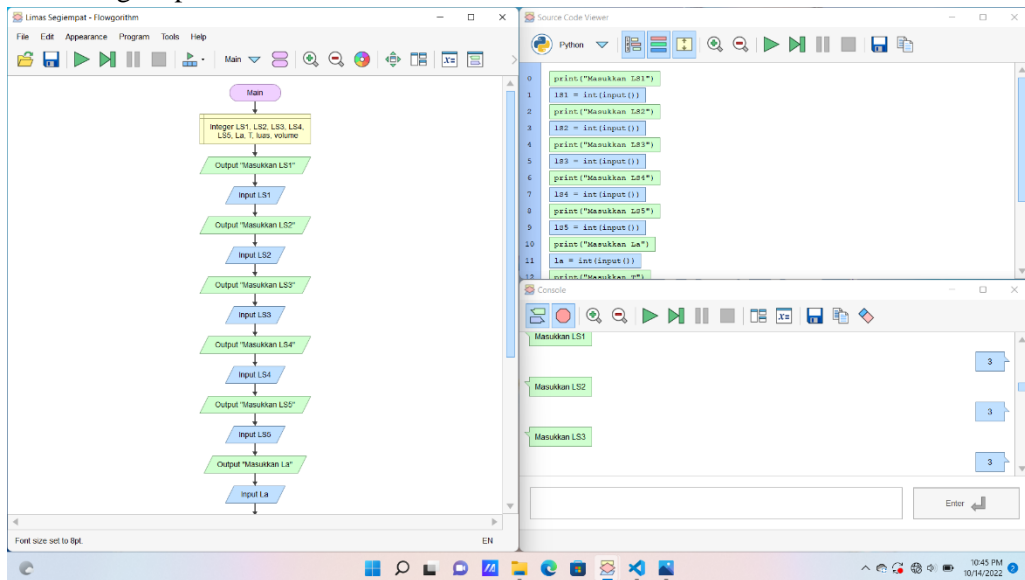 Limas Segiempat - Flowgorithm
File Edit Appearance Program Tools Help
Main
Main
Integer LS1, LS2, LS3, LS4,
LS5, La, T, luas, volume
Output "Masukkan LS1"
Input LS1
Output "Masukkan LS2"
Input LS2
Output "Masukkan LS3"
Input LS3
Output "Masukkan LS4"
Input LS4
Output "Masukkan LS5"
Input LS5
Output "Masukkan La"
Input La
Font size set to 8pt. EN
Source Code Viewer
Python
0 print("Masukkan LS1")
1 lS1 = int(input())
2 print("Masukkan LS2")
3 lS2 = int(input())
4 print("Masukkan LS3")
5 lS3 = int(input())
6 print("Masukkan LS4")
7 lS4 = int(input())
8 print("Masukkan LS5")
9 lS5 = int(input())
10 print("Masukkan La")
11 la = int(input())
12 print("Masukkan T")
Console
Masukkan LS1
3
Masukkan LS2
3
Masukkan LS3
3
Enter
10:45 PM
10/14/2022
2